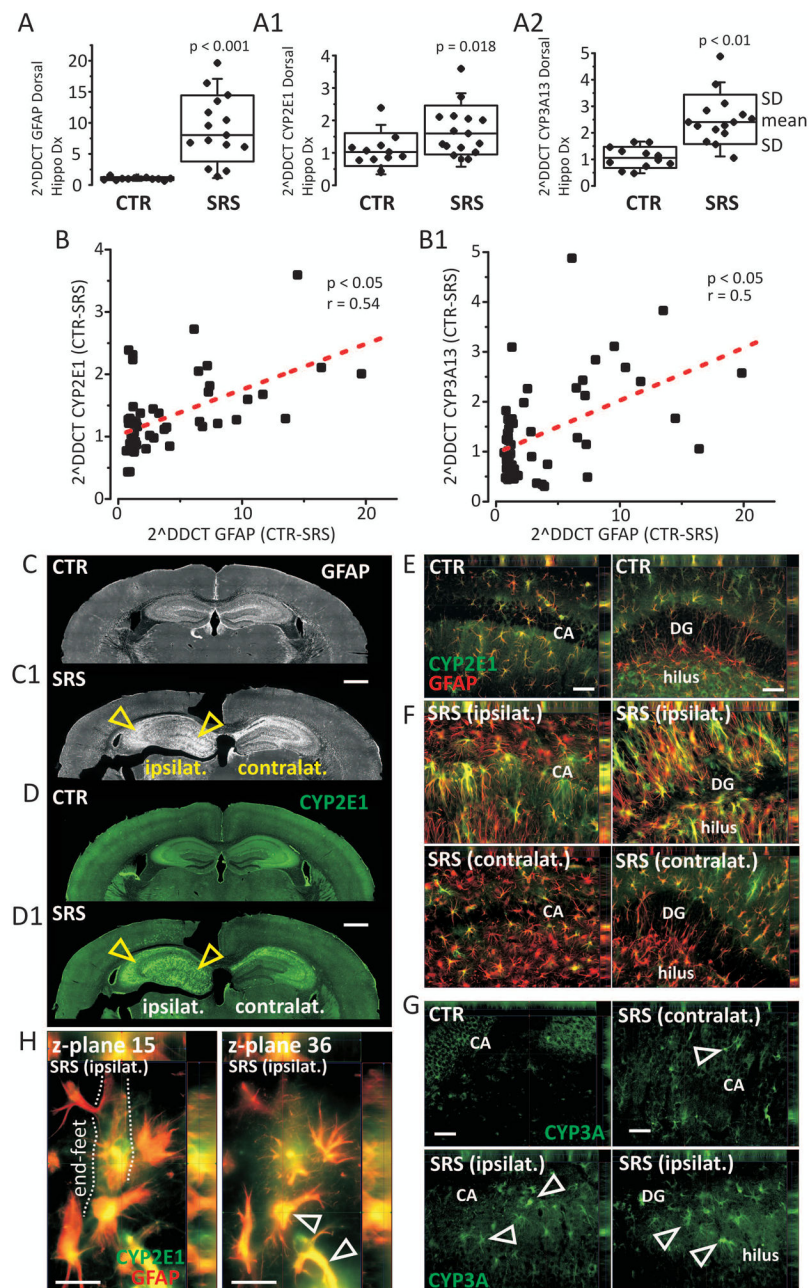 A
2^DDCT GFAP Dorsal
Hippo Dx
25
20
15
10
5
0
p < 0.001
CTR
SRS
A1
2^DDCT CYP2E1 Dorsal
Hippo Dx
4
3
2
1
0
p = 0.018
CTR
SRS
A2
2^DDCT CYP3A13 Dorsal
Hippo Dx
5
4
3
2
1
0
p < 0.01
SD
mean
SD
CTR
SRS
B
2^DDCT CYP2E1 (CTR-SRS)
4
3
2
1
0
p < 0.05
r = 0.54
0
5
10
15
20
2^DDCT GFAP (CTR-SRS)
B1
2^DDCT CYP3A13 (CTR-SRS)
5
4
3
2
1
0
p < 0.05
r = 0.5
0
5
10
15
20
2^DDCT GFAP (CTR-SRS)
C
CTR
GFAP
C1
SRS
ipsilat.
contralat.
D
CTR
CYP2E1
D1
SRS
ipsilat.
contralat.
E
CTR
CA
CYP2E1
GFAP
CTR
DG
hilus
F
SRS (ipsilat.)
CA
SRS (ipsilat.)
DG
hilus
SRS (contralat.)
CA
SRS (contralat.)
DG
hilus
G
CTR
CA
CYP3A
SRS (contralat.)
CA
SRS (ipsilat.)
CA
CYP3A
SRS (ipsilat.)
DG
hilus
H
z-plane 15
SRS (ipsilat.)
end-feet
CYP2E1
GFAP
z-plane 36
SRS (ipsilat.)